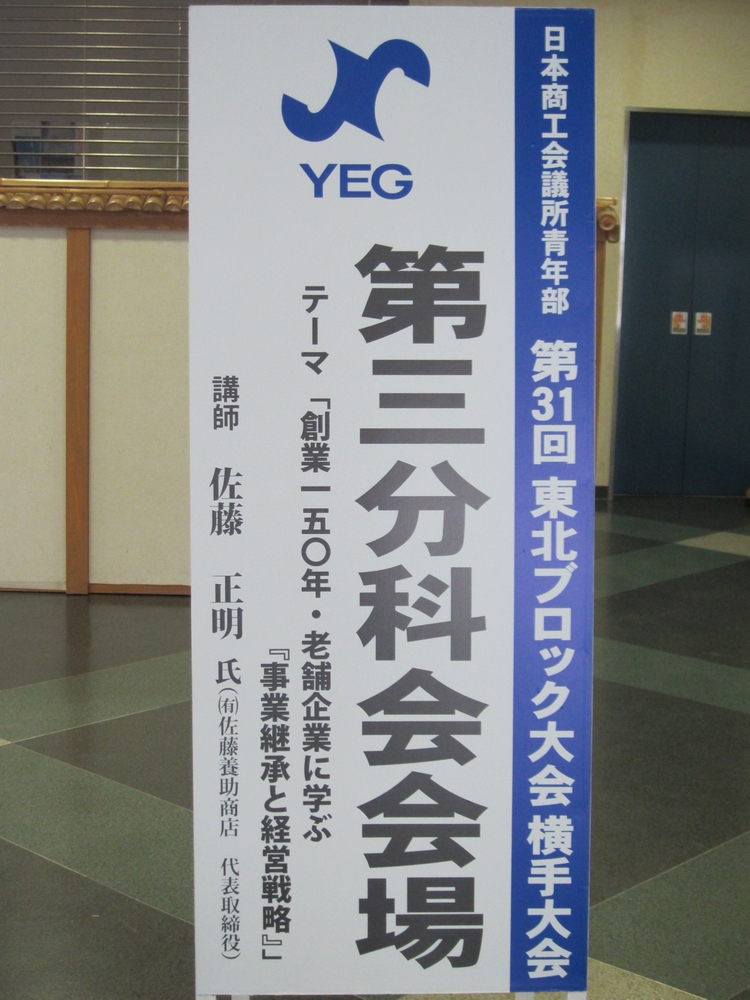 日本商工会議所青年部 第31回 東北ブロック大会 横手大会
YEG
第三分科会会場
テーマ 「創業一五〇年・老舗企業に学ぶ
『事業継承と経営戦略』」
講師 佐藤 正明 氏(㈲佐藤養助商店 代表取締役)